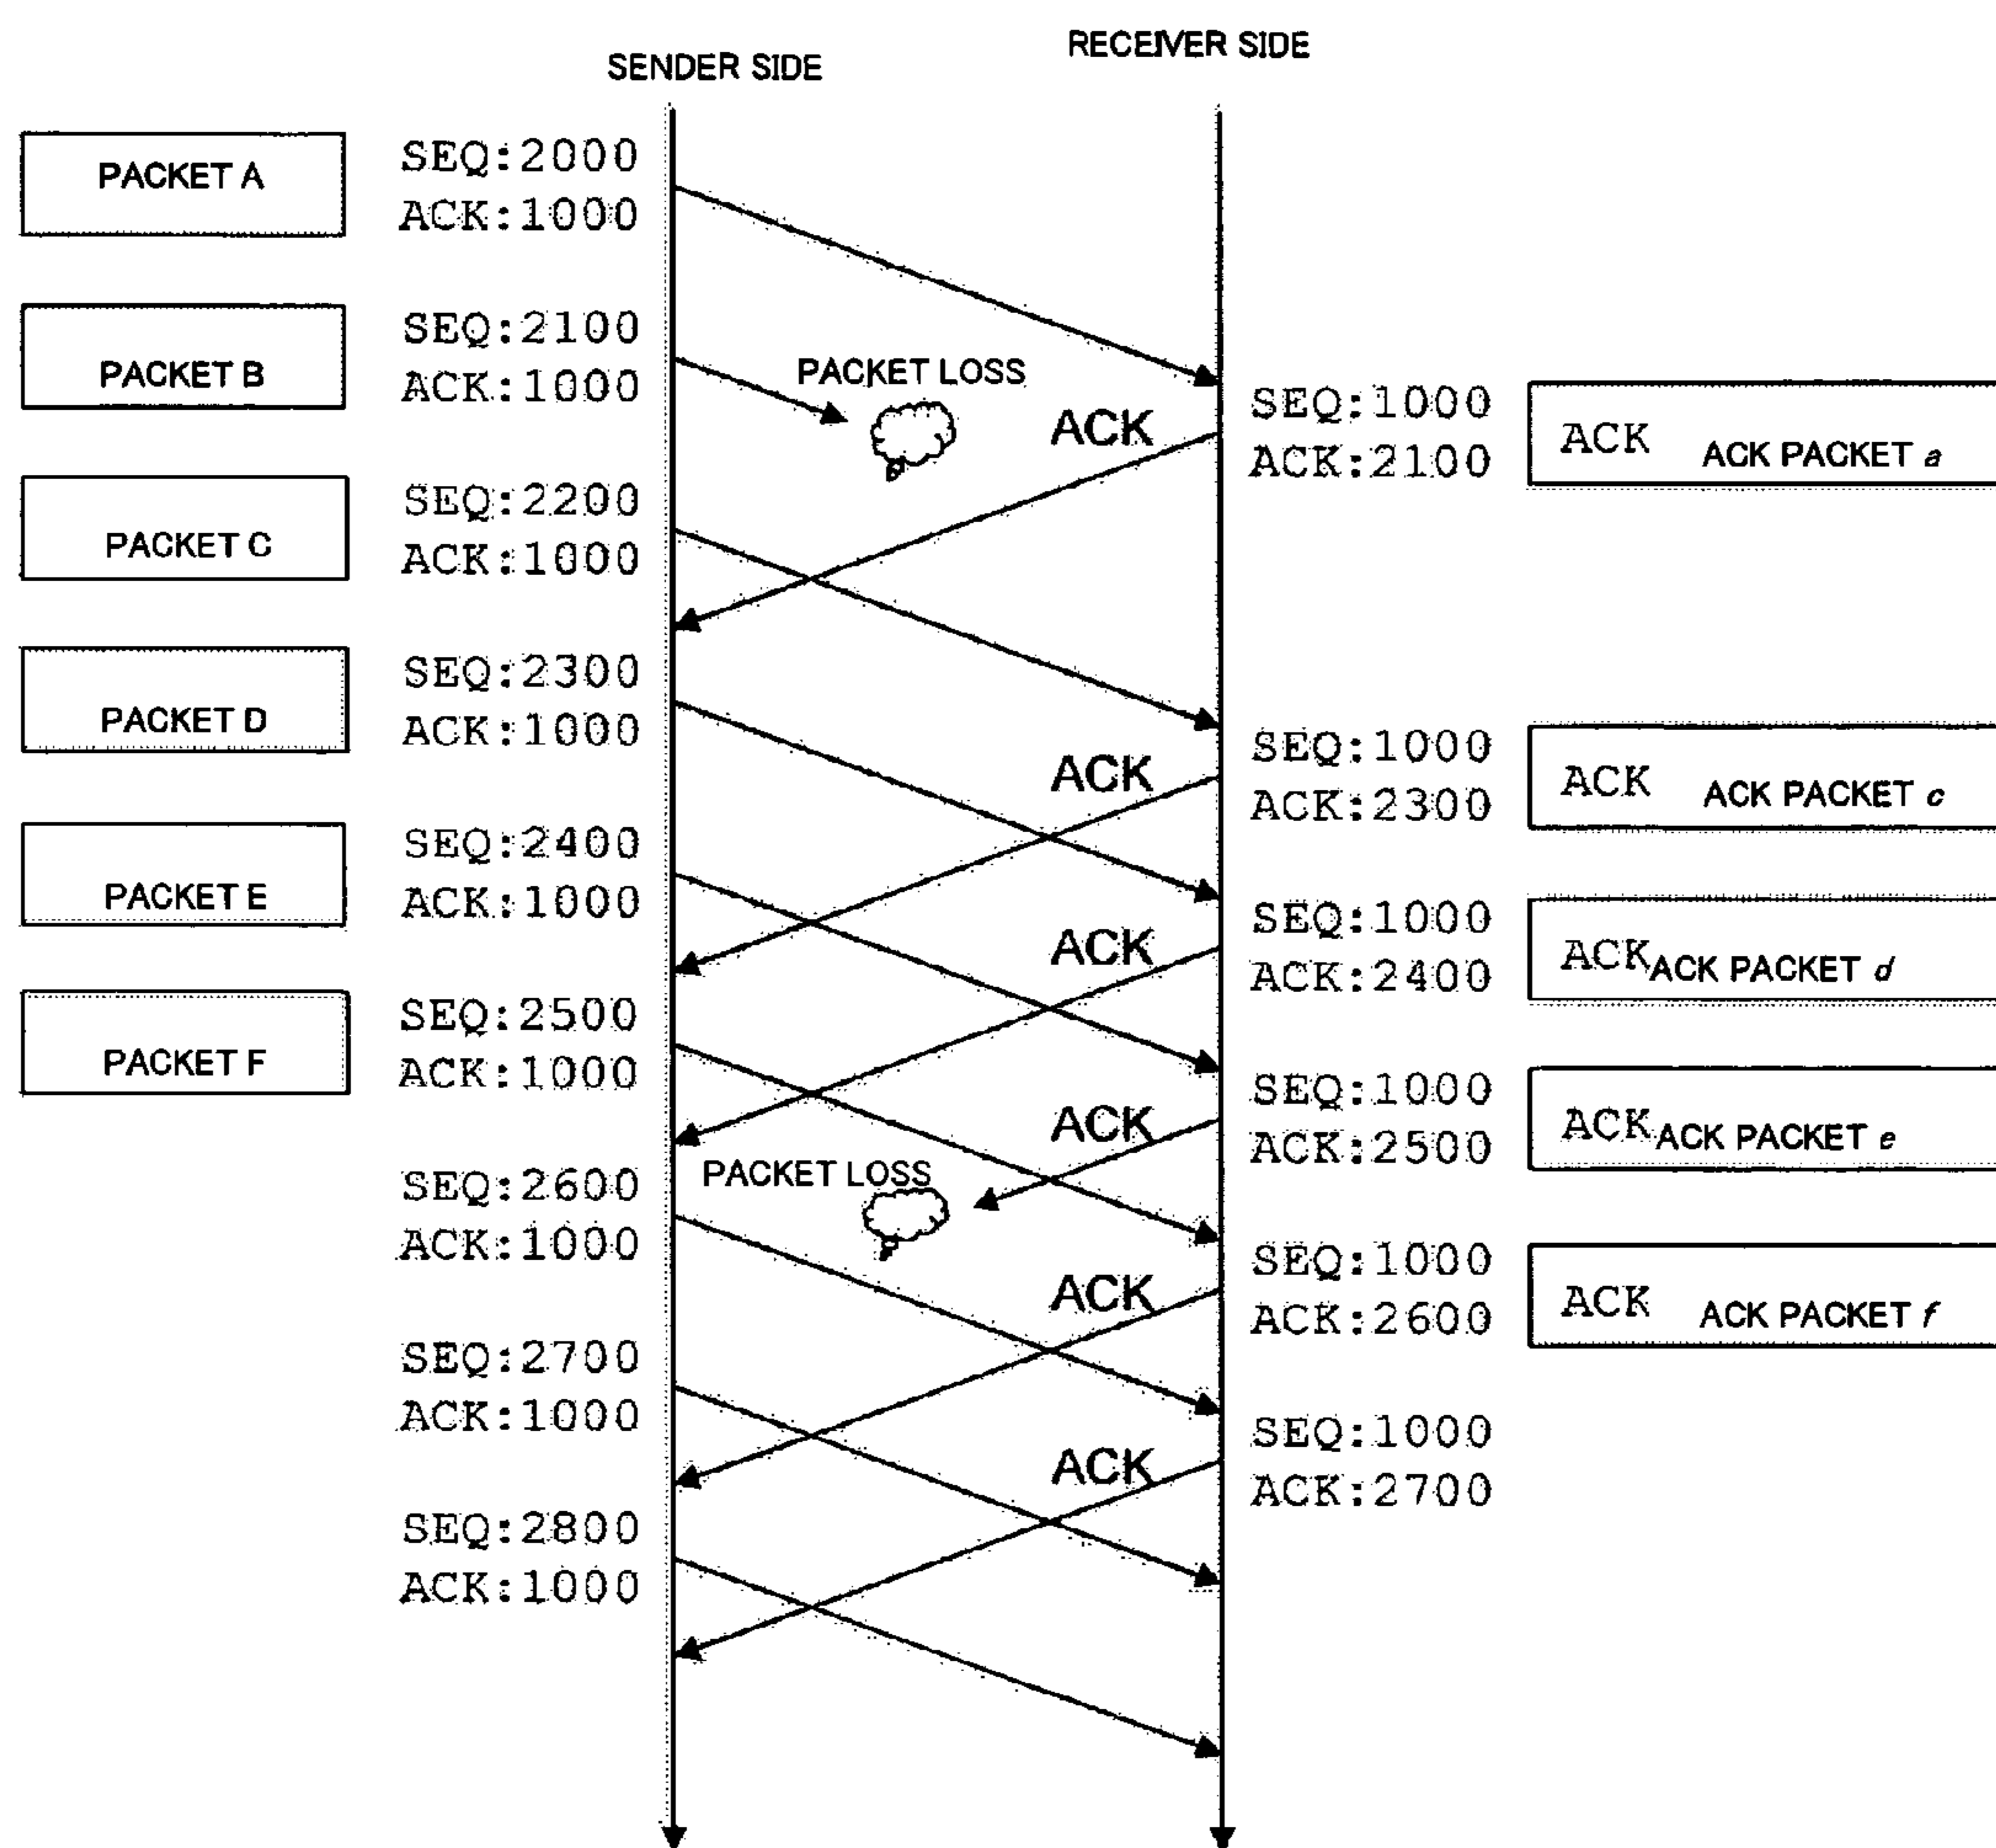 SENDER SIDE
RECEIVER SIDE
PACKET A
SEQ:2000
ACK:1000
PACKET B
SEQ:2100
ACK:1000
PACKET LOSS
ACK
SEQ:1000
ACK:2100
ACK ACK PACKET a
PACKET C
SEQ:2200
ACK:1000
PACKET D
SEQ:2300
ACK:1000
ACK
SEQ:1000
ACK:2300
ACK ACK PACKET c
PACKET E
SEQ:2400
ACK:1000
ACK
SEQ:1000
ACK:2400
ACK ACK PACKET d
PACKET F
SEQ:2500
ACK:1000
ACK
SEQ:1000
ACK:2500
ACK ACK PACKET e
PACKET LOSS
SEQ:2600
ACK:1000
ACK
SEQ:1000
ACK:2600
ACK ACK PACKET f
SEQ:2700
ACK:1000
ACK
SEQ:1000
ACK:2700
SEQ:2800
ACK:1000